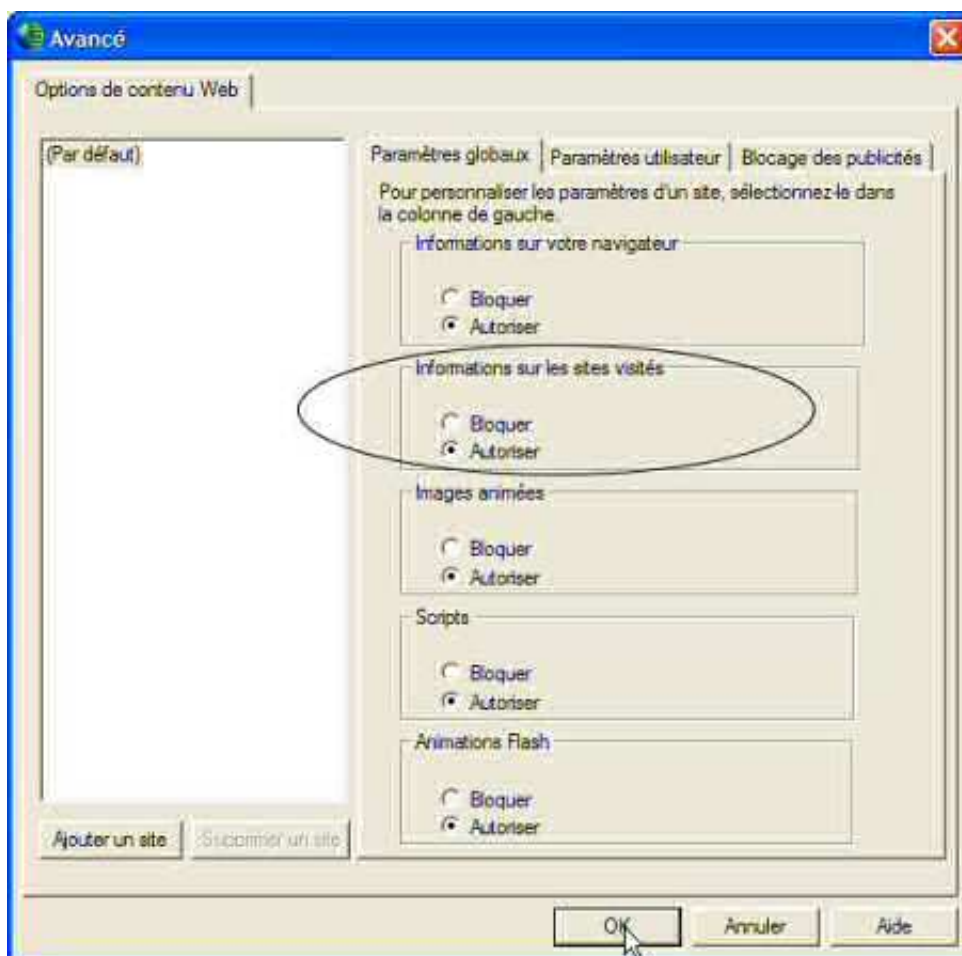 Avancé
Options de contenu Web
(Par défaut)
Paramètres globaux
Paramètres utilisateur
Blocage des publicités
Pour personnaliser les paramètres d'un site, sélectionnez-le dans
la colonne de gauche.
Informations sur votre navigateur
Bloquer
Autoriser
Informations sur les sites visités
Bloquer
Autoriser
Images animées
Bloquer
Autoriser
Scripts
Bloquer
Autoriser
Animations Flash
Bloquer
Autoriser
Ajouter un site
Supprimer un site
OK
Annuler
Aide